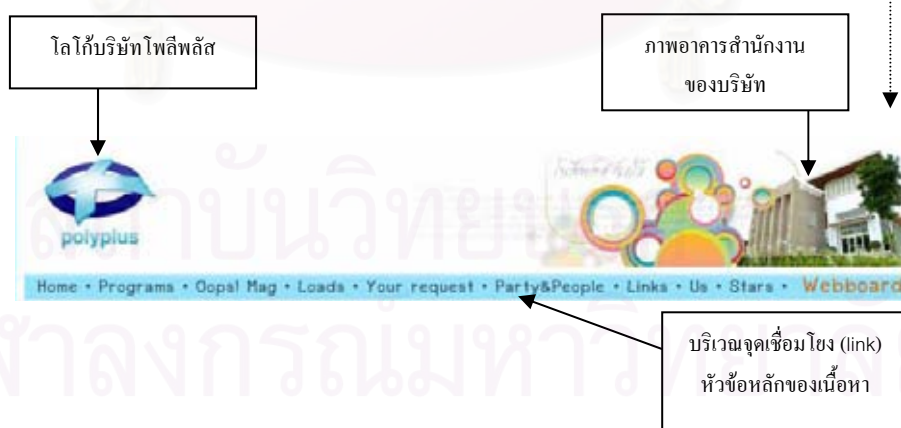 โลโก้บริษัทโพลีพลัส
ภาพอาคารสำนักงาน
ของบริษัท
polyplus
Home • Programs • Oops! Mag • Loads • Your request • Party&People • Links • Us • Stars • Webboard
บริเวณจุดเชื่อมโยง (link)
หัวข้อหลักของเนื้อหา